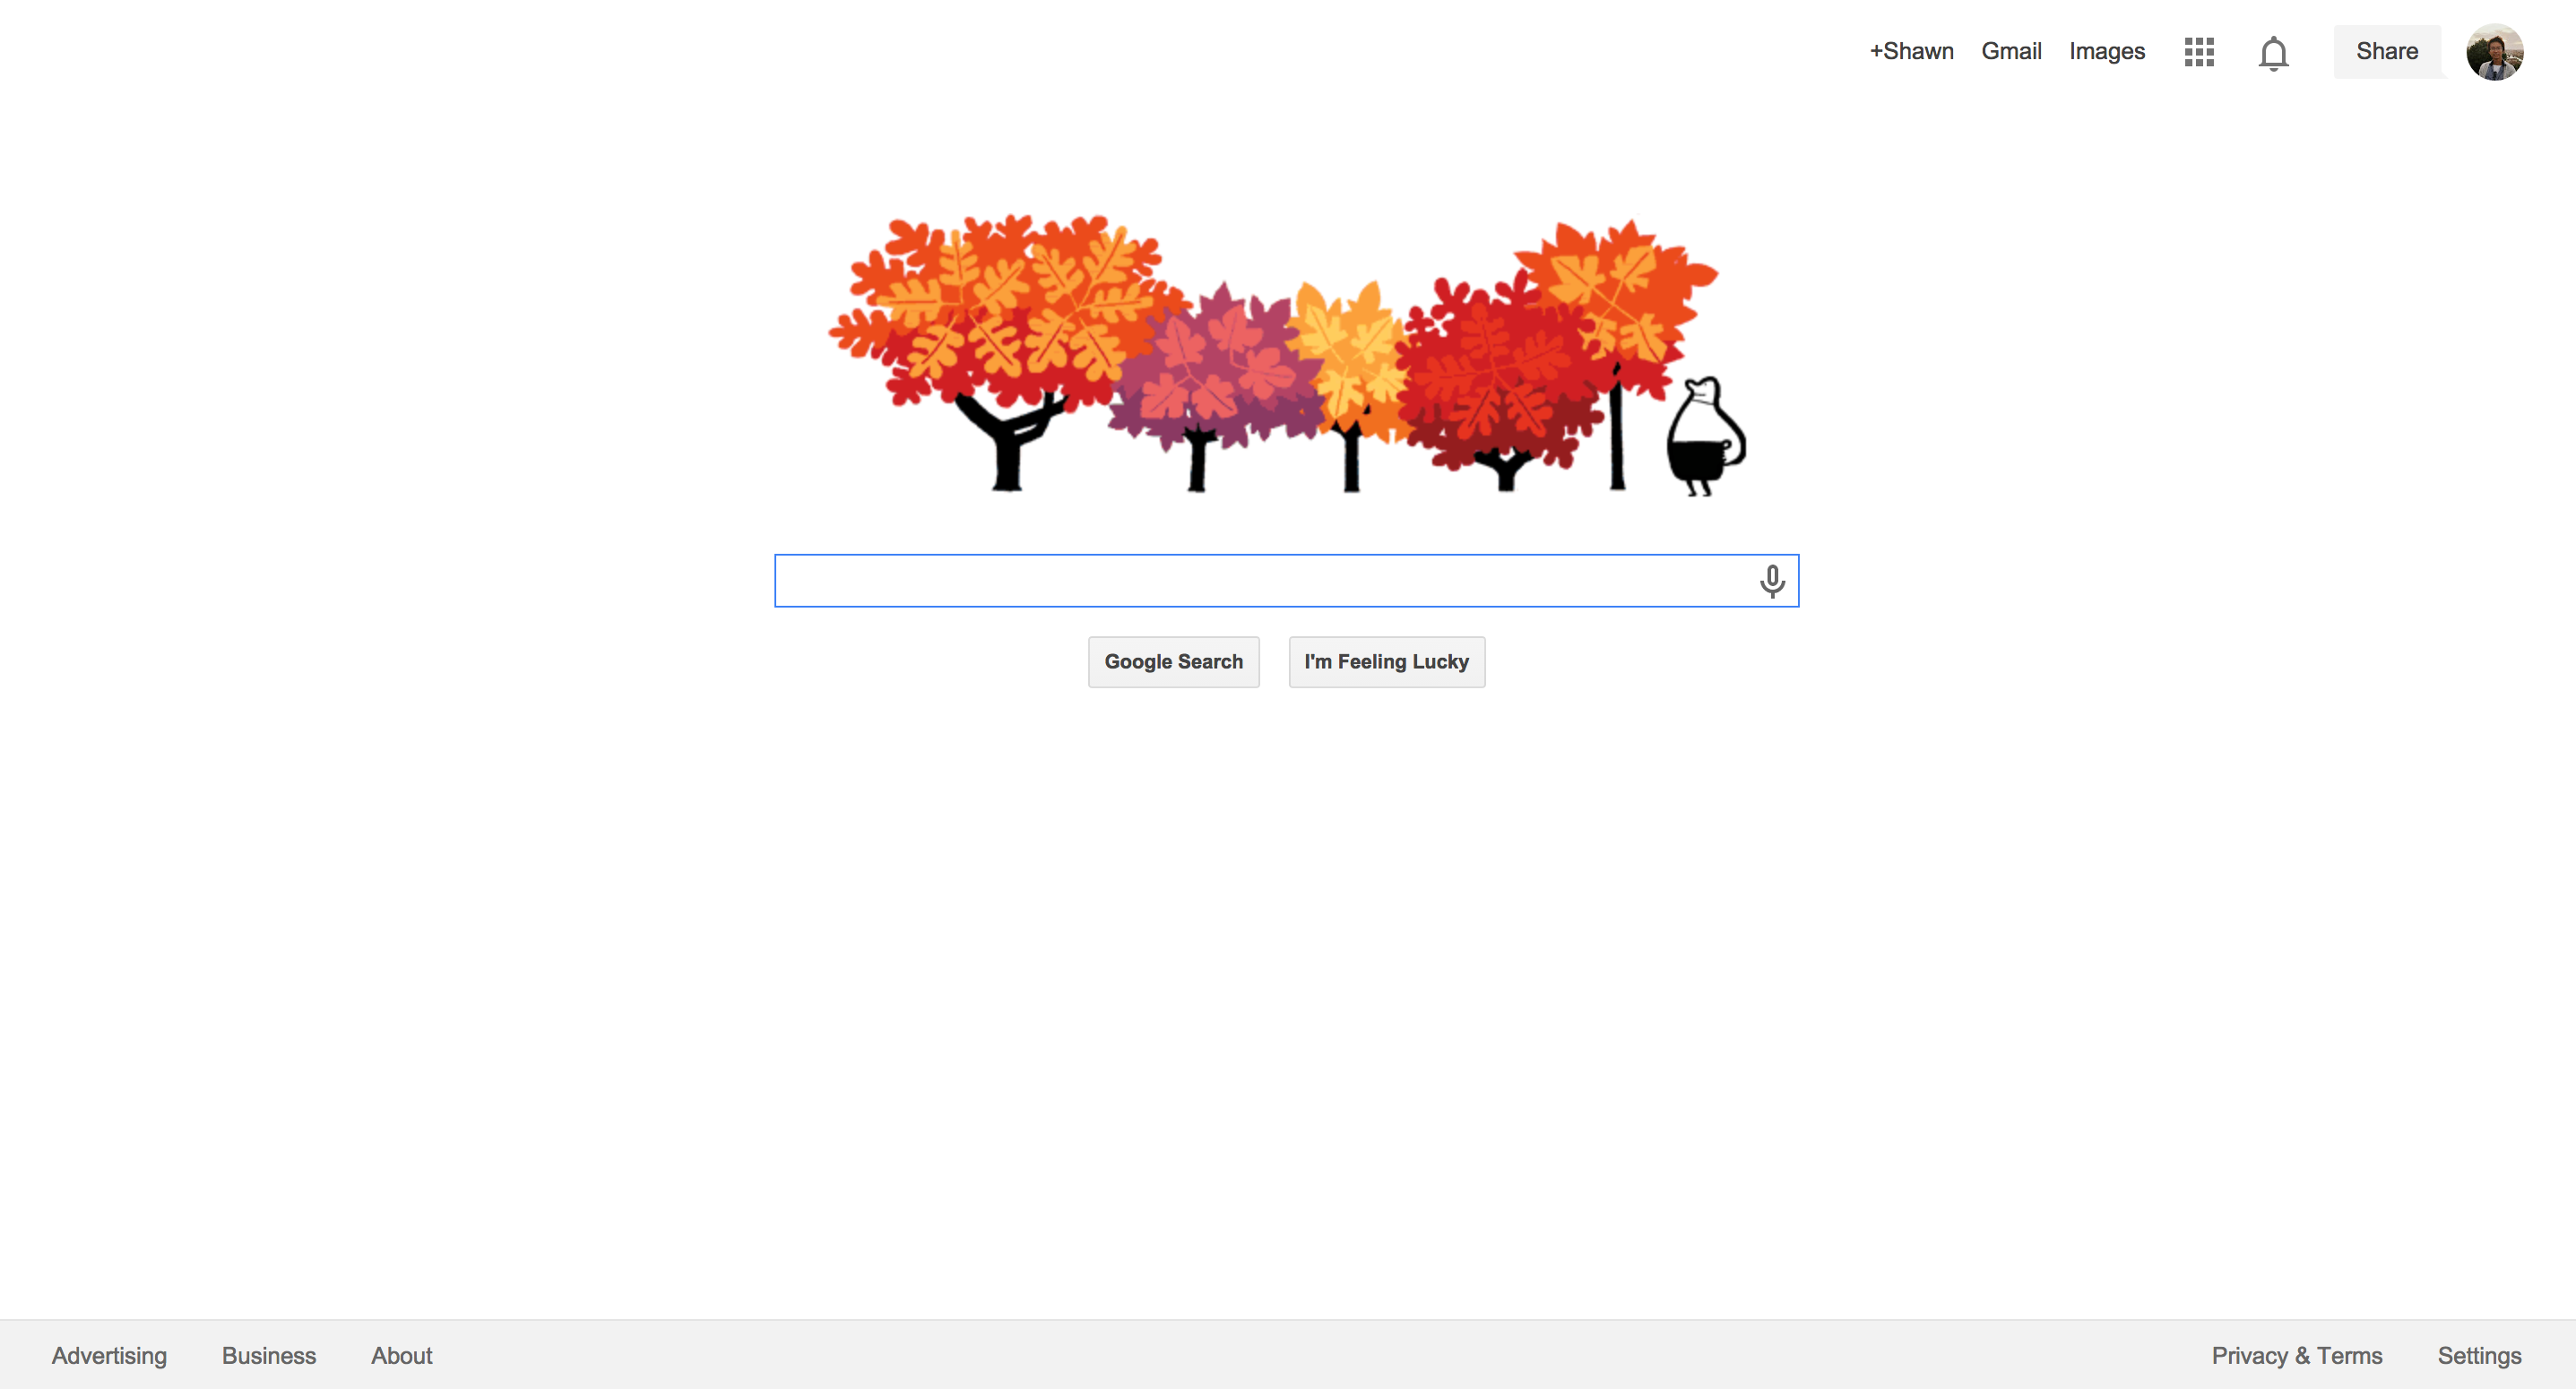 +Shawn Gmail Images Share
Google Search I'm Feeling Lucky
Advertising Business About Privacy & Terms Settings